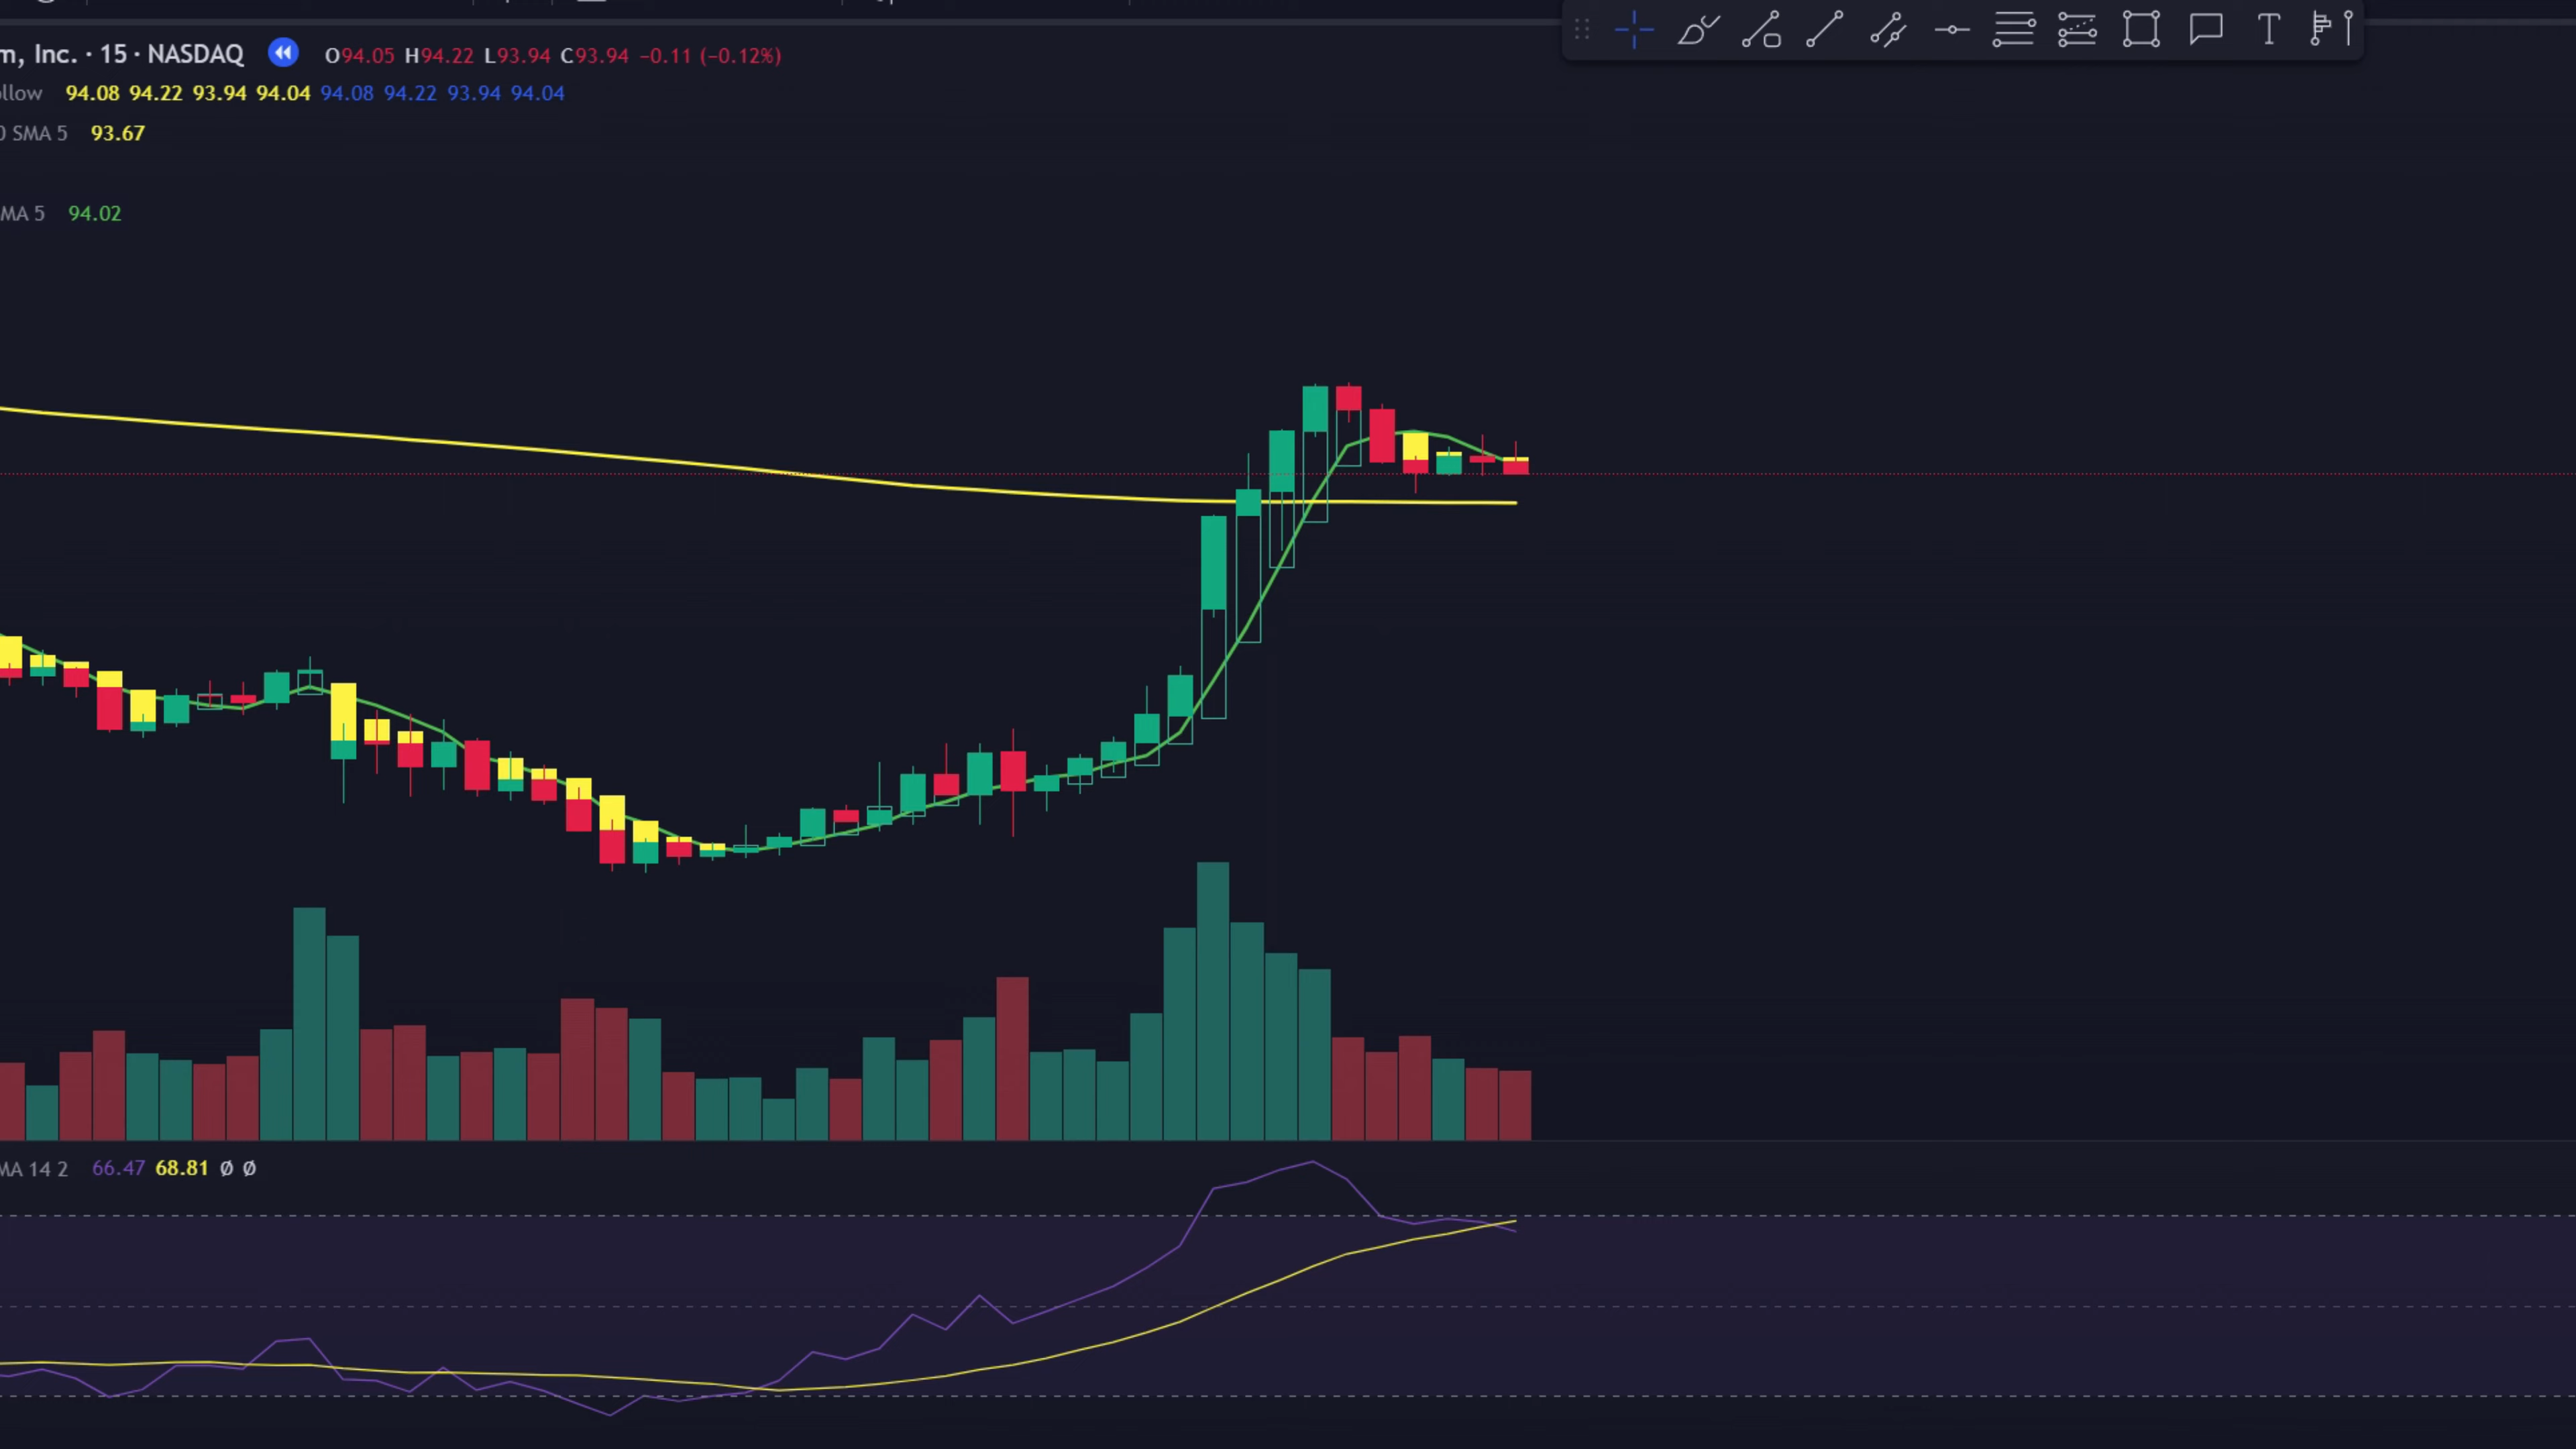 m, Inc. · 15 · NASDAQ O94.05 H94.22 L93.94 C93.94 −0.11 (−0.12%)
llow 94.08 94.22 93.94 94.04 94.08 94.22 93.94 94.04
0 SMA 5 93.67
MA 5 94.02
MA 14 2 66.47 68.81 Ø Ø